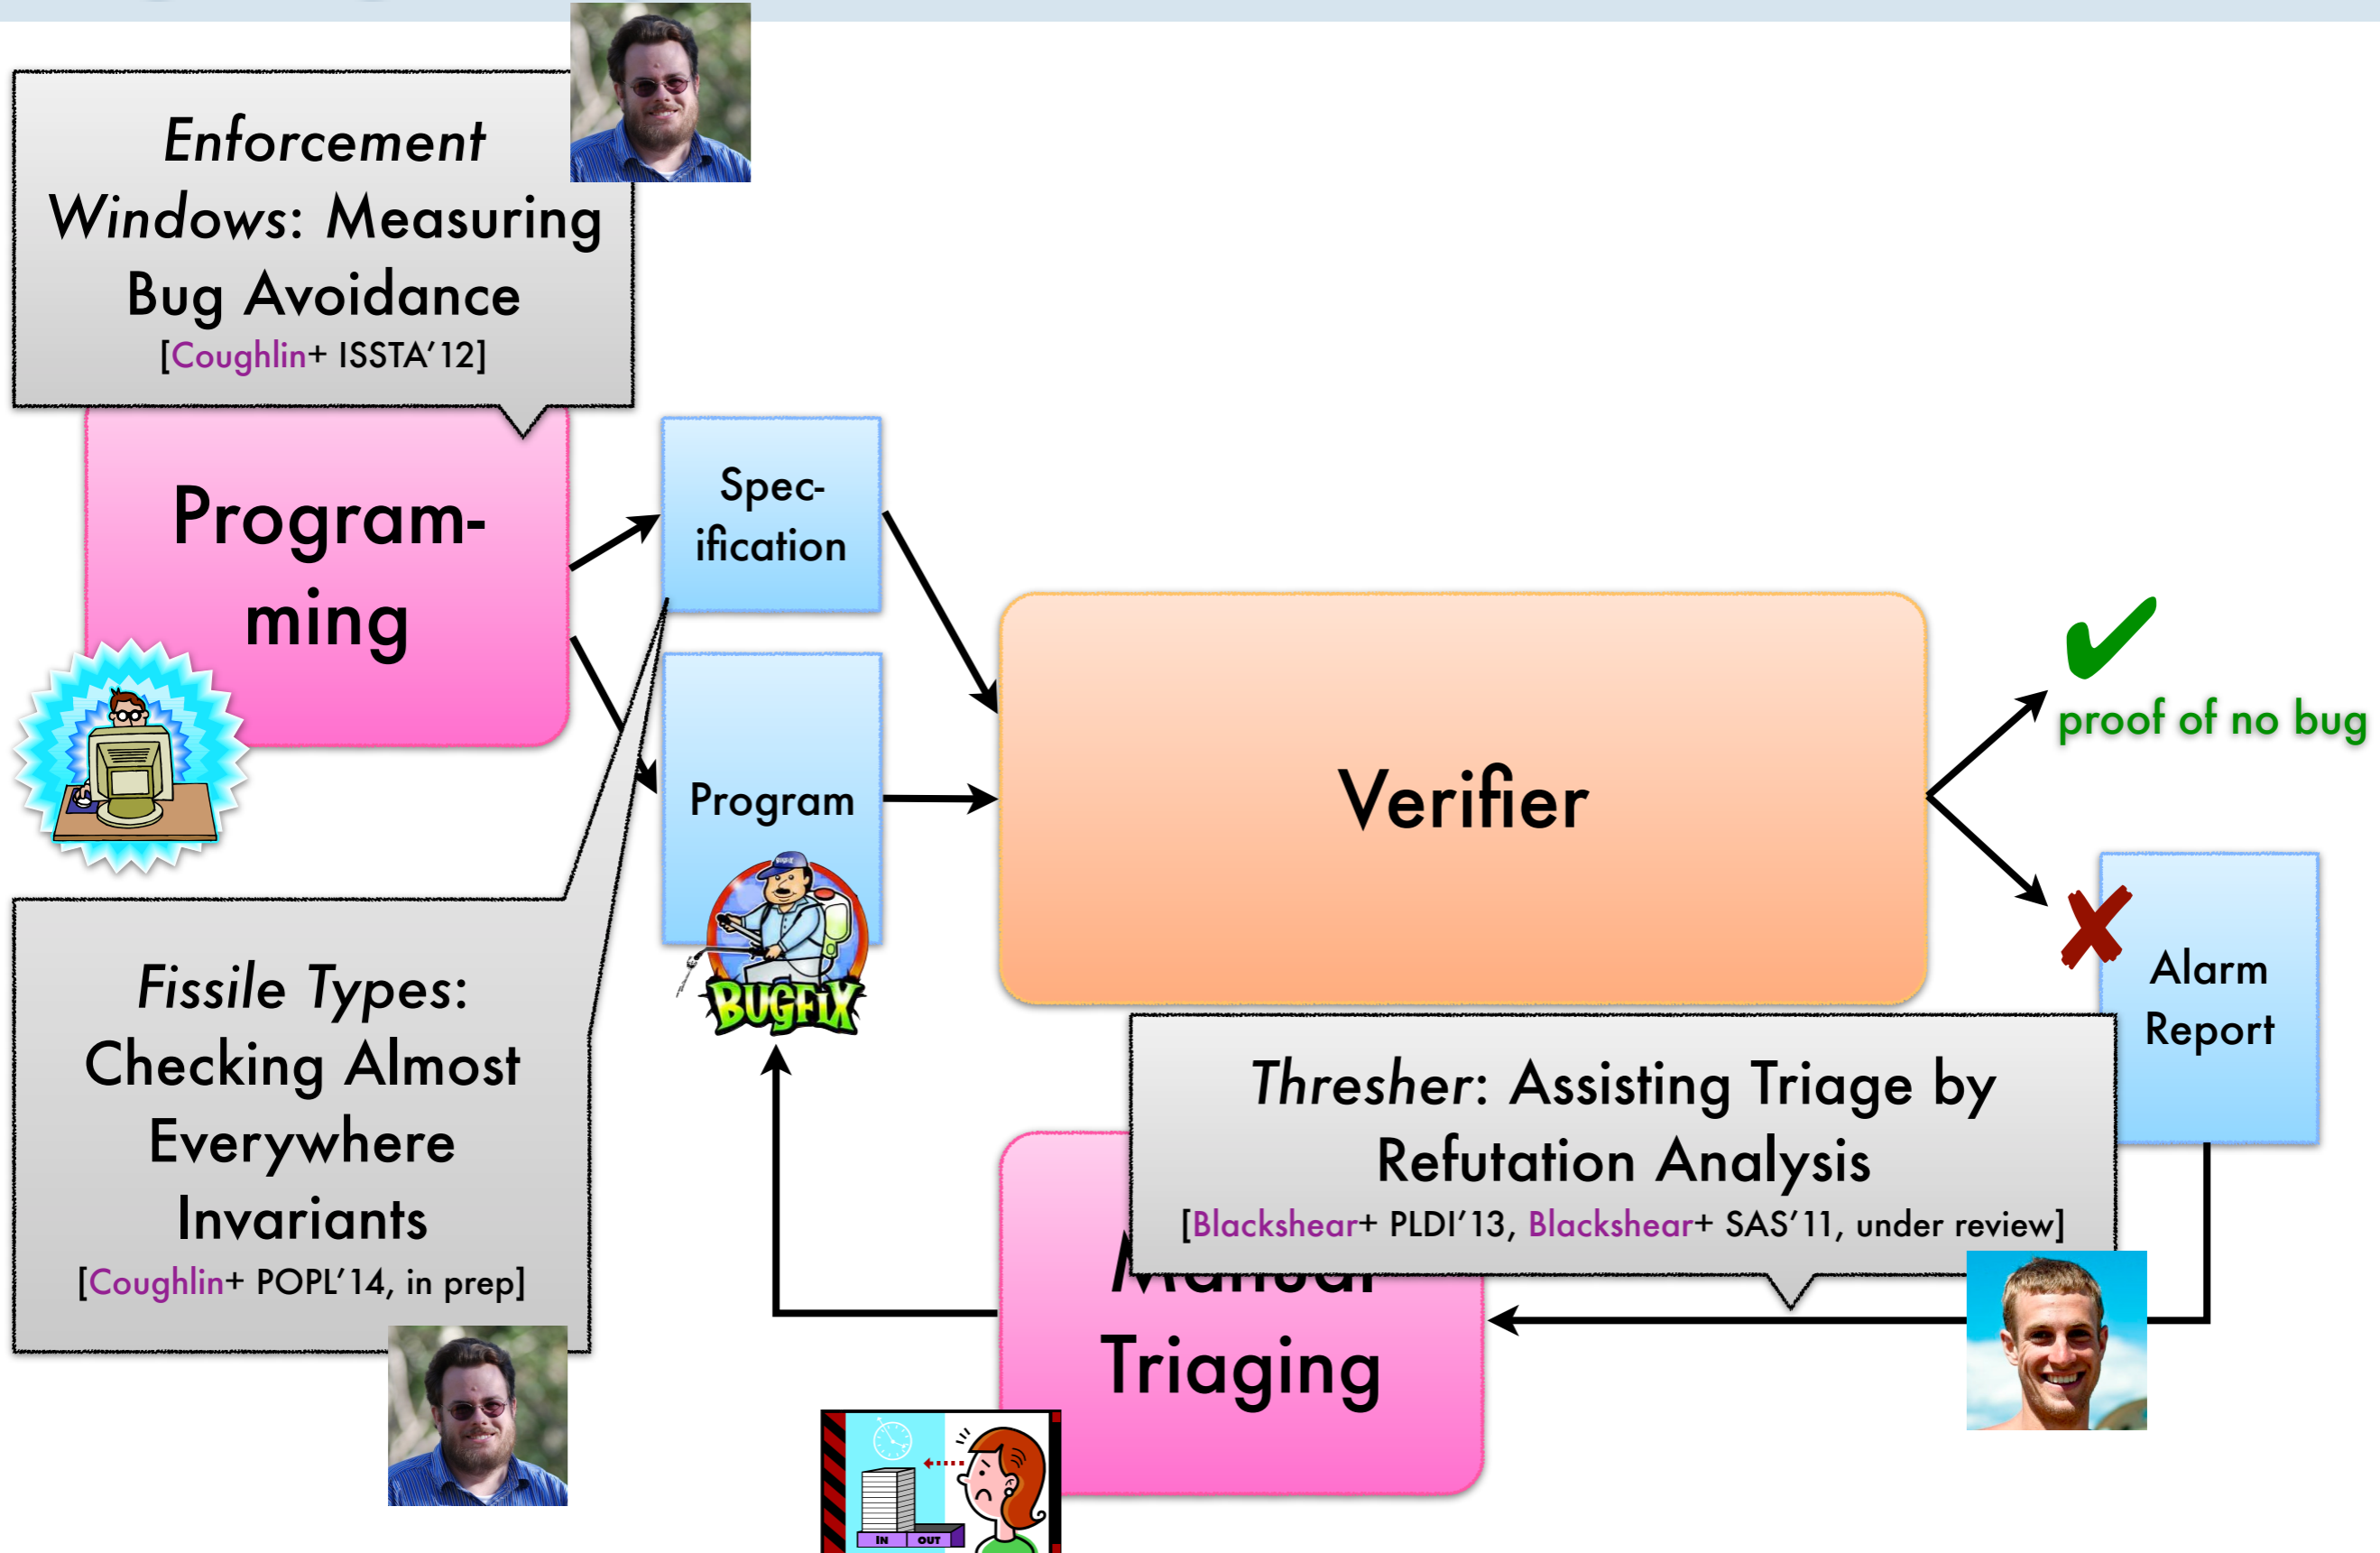 Enforcement
Windows: Measuring
Bug Avoidance
[Coughlin+ ISSTA’12]
Program-
ming
Spec-
ification
Program
BUGFIX
Verifier
proof of no bug
Alarm
Report
Fissile Types:
Checking Almost
Everywhere
Invariants
[Coughlin+ POPL’14, in prep]
Thresher: Assisting Triage by
Refutation Analysis
[Blackshear+ PLDI’13, Blackshear+ SAS’11, under review]
Manual
Triaging
IN OUT